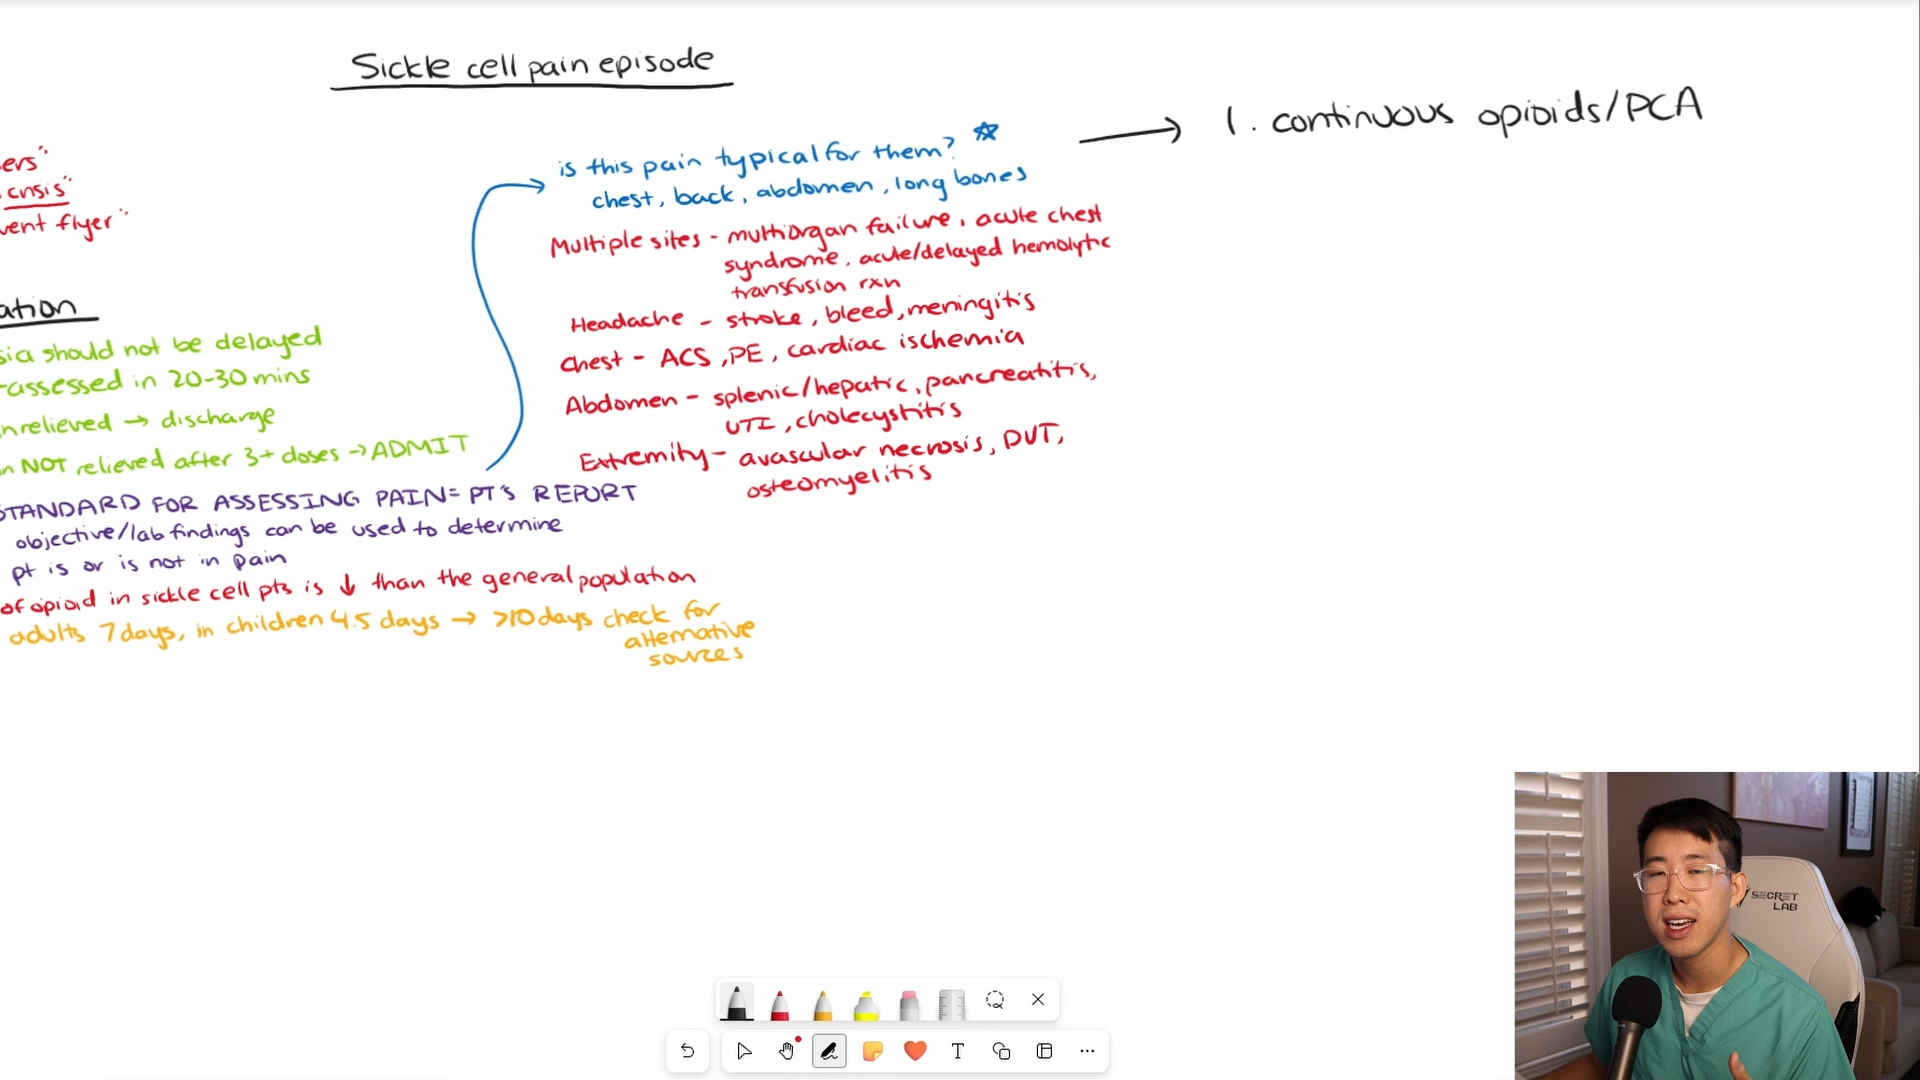 Sickle cell pain episode
ers"
crisis"
vent flyer"
ation
sia should not be delayed
-assessed in 20-30 mins
n relieved → discharge
n NOT relieved after 3+ doses → ADMIT
STANDARD FOR ASSESSING PAIN = PT'S REPORT
objective/lab findings can be used to determine
pt is or is not in pain
of opioid in sickle cell pts is ↓ than the general population
adults 7 days, in children 4.5 days → >10 days check for
alternative
sources
is this pain typical for them? ☆
chest, back, abdomen, long bones
Multiple sites - multiorgan failure, acute chest
syndrome, acute/delayed hemolytic
transfusion rxn
Headache - stroke, bleed, meningitis
Chest - ACS, PE, cardiac ischemia
Abdomen - splenic/hepatic, pancreatitis,
UTI, cholecystitis
Extremity - avascular necrosis, DVT,
osteomyelitis
→ 1. continuous opioids/PCA
SECRET
LAB
T